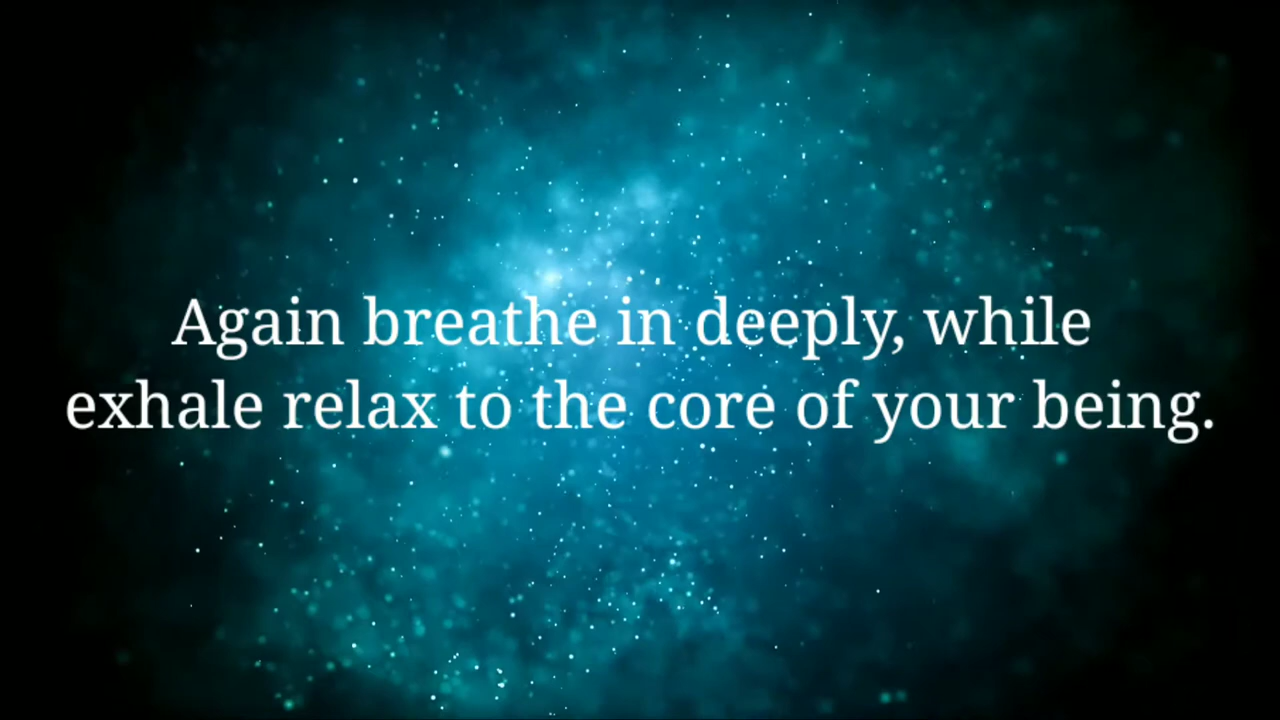 Again breathe in deeply, while
exhale relax to the core of your being.